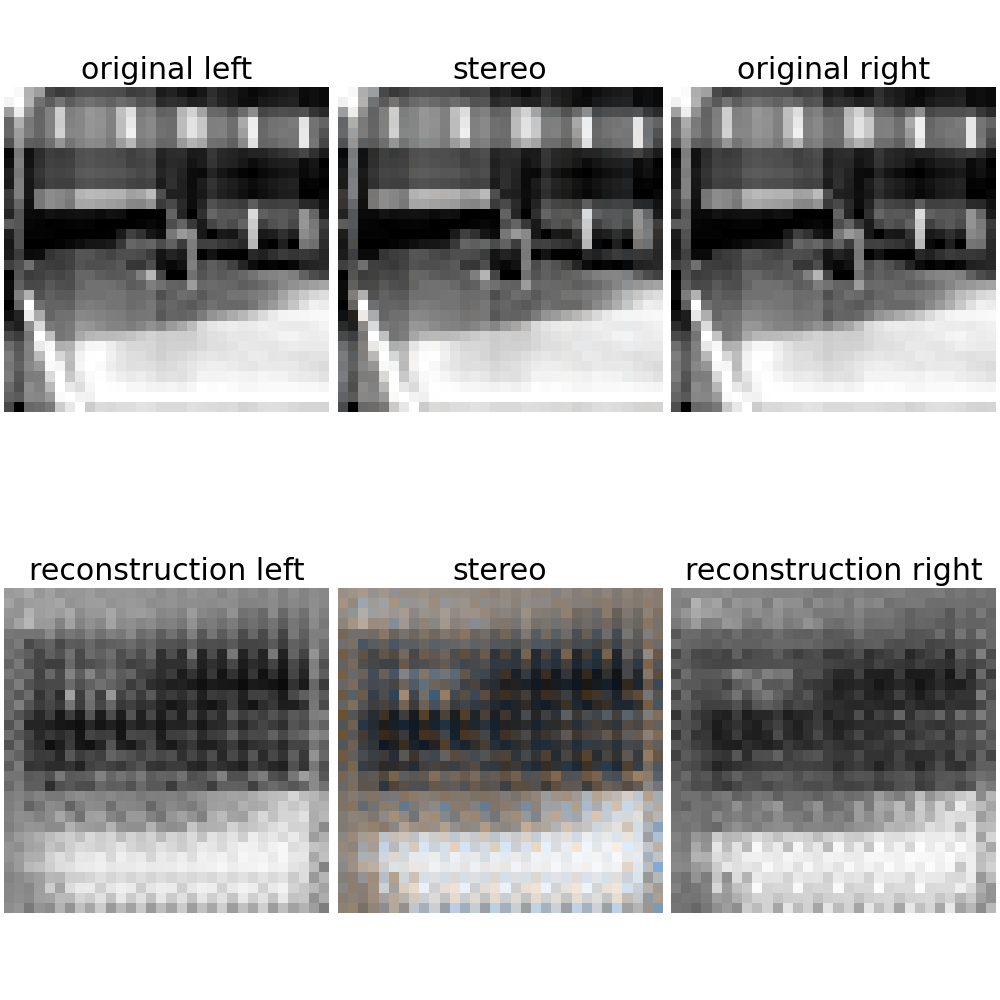 original left
stereo
original right
reconstruction left
stereo
reconstruction right